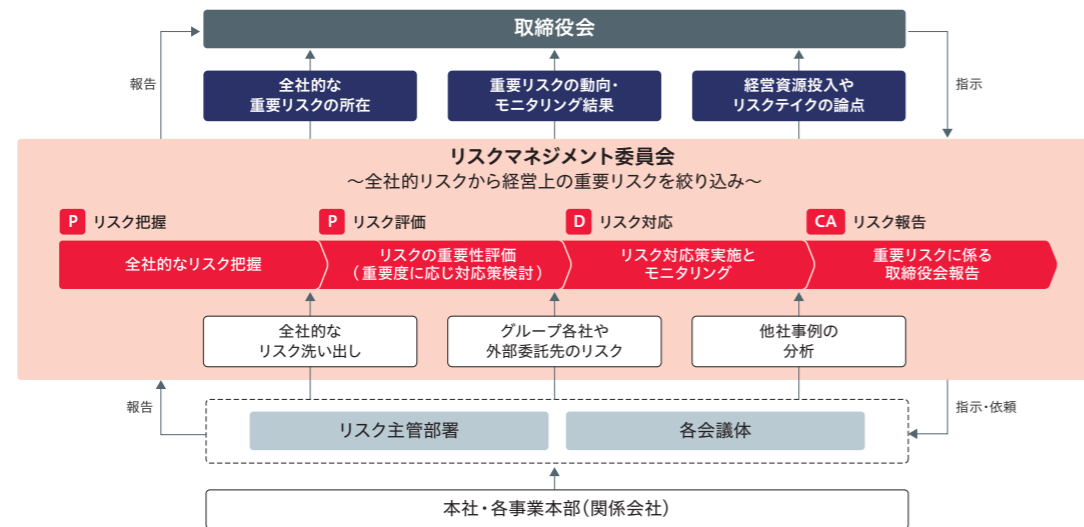 取締役会
報告
指示
全社的な
重要リスクの所在
重要リスクの動向・
モニタリング結果
経営資源投入や
リスクテイクの論点
リスクマネジメント委員会
～全社的リスクから経営上の重要リスクを絞り込み～
P リスク把握
P リスク評価
D リスク対応
CA リスク報告
全社的なリスク把握
リスクの重要性評価
(重要度に応じ対応策検討)
リスク対応策実施と
モニタリング
重要リスクに係る
取締役会報告
全社的な
リスク洗い出し
グループ各社や
外部委託先のリスク
他社事例の
分析
報告
指示・依頼
リスク主管部署
各会議体
本社・各事業本部(関係会社)